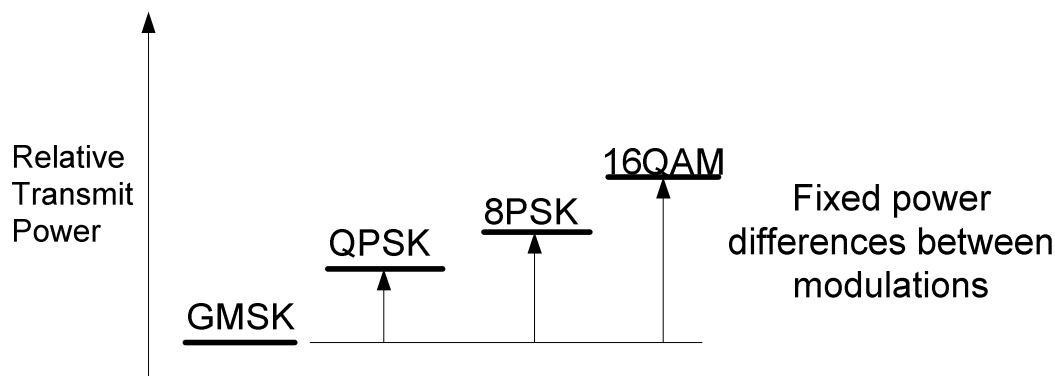 Relative
Transmit
Power
GMSK
QPSK
8PSK
16QAM
Fixed power
differences between
modulations